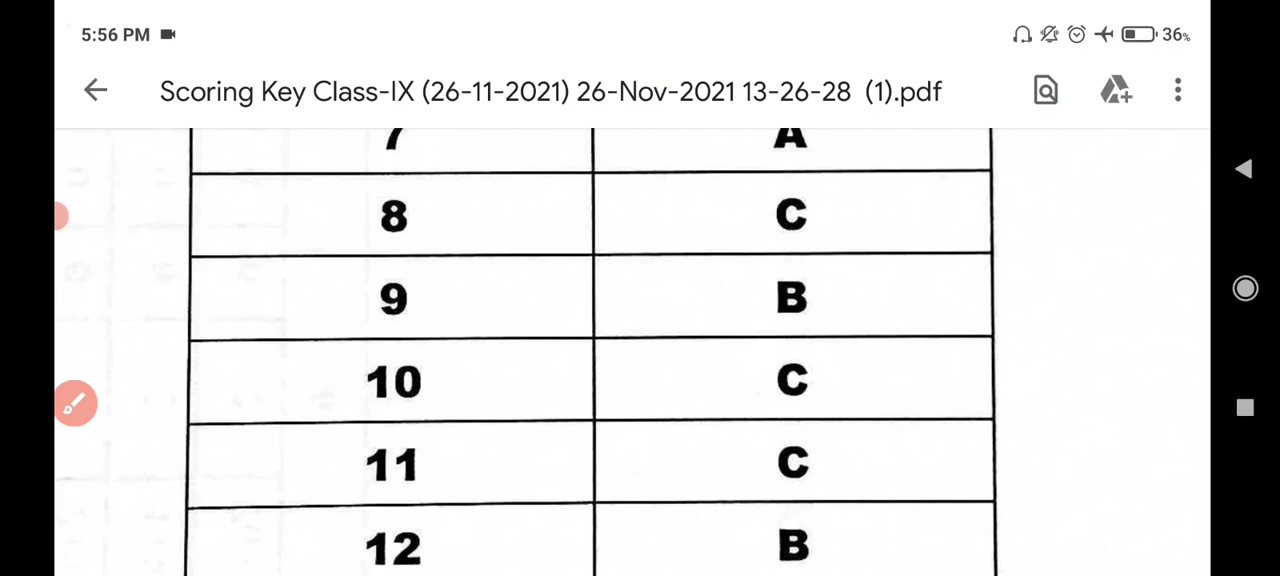 5:56 PM 36%
Scoring Key Class-IX (26-11-2021) 26-Nov-2021 13-26-28 (1).pdf
7 A
8 C
9 B
10 C
11 C
12 B